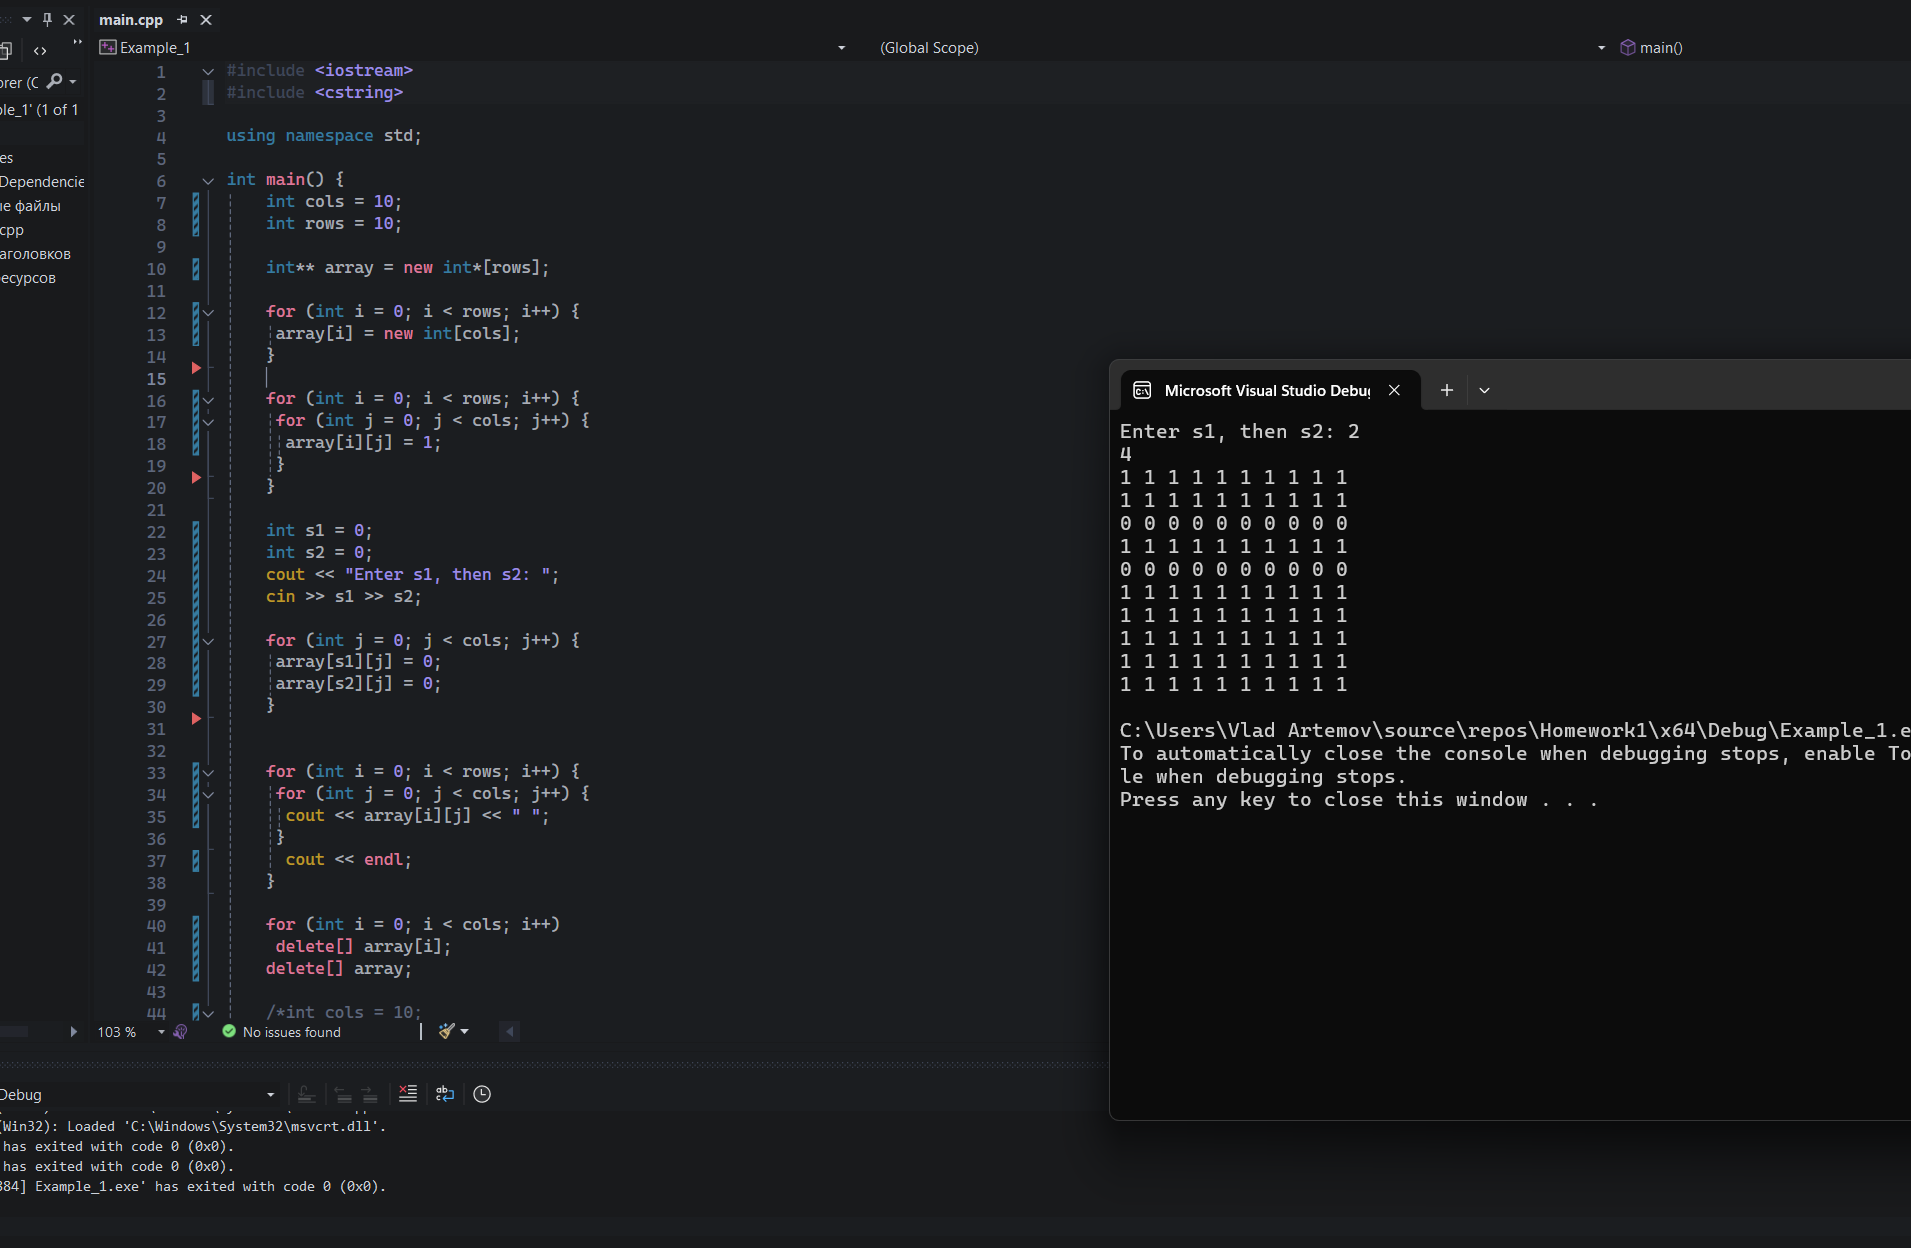 main.cpp
Example_1
(Global Scope)
main()
orer (C
ple_1' (1 of 1
es
Dependencie
ые файлы
cpp
аголовков
ресурсов
1 #include <iostream>
2 #include <cstring>
3
4 using namespace std;
5
6 int main() {
7 int cols = 10;
8 int rows = 10;
9
10 int** array = new int*[rows];
11
12 for (int i = 0; i < rows; i++) {
13 array[i] = new int[cols];
14 }
15
16 for (int i = 0; i < rows; i++) {
17 for (int j = 0; j < cols; j++) {
18 array[i][j] = 1;
19 }
20 }
21
22 int s1 = 0;
23 int s2 = 0;
24 cout << "Enter s1, then s2: ";
25 cin >> s1 >> s2;
26
27 for (int j = 0; j < cols; j++) {
28 array[s1][j] = 0;
29 array[s2][j] = 0;
30 }
31
32
33 for (int i = 0; i < rows; i++) {
34 for (int j = 0; j < cols; j++) {
35 cout << array[i][j] << " ";
36 }
37 cout << endl;
38 }
39
40 for (int i = 0; i < cols; i++)
41 delete[] array[i];
42 delete[] array;
43
44 /*int cols = 10;
103 %
No issues found
Debug
(Win32): Loaded 'C:\Windows\System32\msvcrt.dll'.
has exited with code 0 (0x0).
has exited with code 0 (0x0).
384] Example_1.exe' has exited with code 0 (0x0).
Microsoft Visual Studio Debug
Enter s1, then s2: 2
4
1 1 1 1 1 1 1 1 1 1
1 1 1 1 1 1 1 1 1 1
0 0 0 0 0 0 0 0 0 0
1 1 1 1 1 1 1 1 1 1
0 0 0 0 0 0 0 0 0 0
1 1 1 1 1 1 1 1 1 1
1 1 1 1 1 1 1 1 1 1
1 1 1 1 1 1 1 1 1 1
1 1 1 1 1 1 1 1 1 1
1 1 1 1 1 1 1 1 1 1
C:\Users\Vlad Artemov\source\repos\Homework1\x64\Debug\Example_1.e
To automatically close the console when debugging stops, enable To
le when debugging stops.
Press any key to close this window . . .